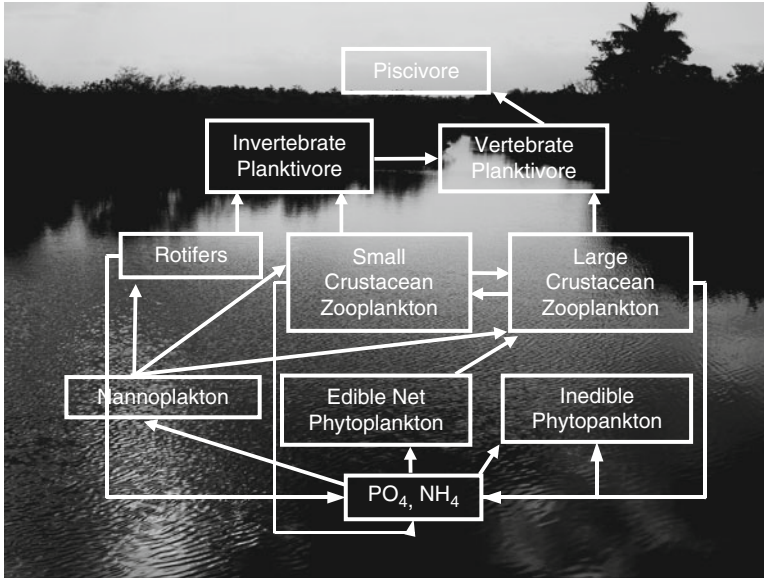 Piscivore
Invertebrate
Planktivore
Vertebrate
Planktivore
Rotifers
Small
Crustacean
Zooplankton
Large
Crustacean
Zooplankton
Nannoplakton
Edible Net
Phytoplankton
Inedible
Phytopankton
PO₄, NH₄